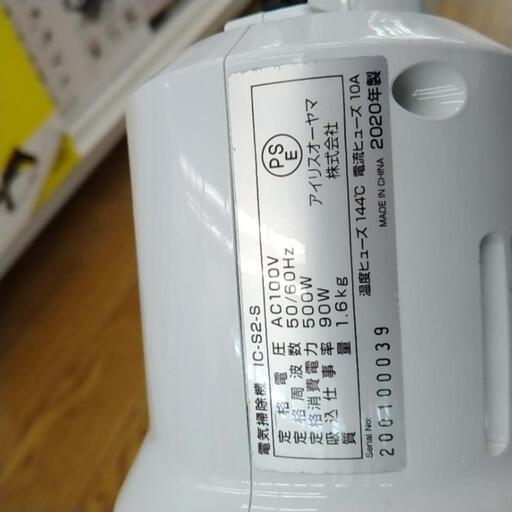 電気掃除機 IC-S2-S
定格電圧 AC100V
定格周波数 50/60Hz
定格消費電力 500W
吸込仕事率 90W
質量 1.6kg
Serial No:
200100039
PSE
アイリスオーヤマ
株式会社
温度ヒューズ 144℃ 電流ヒューズ 10A
MADE IN CHINA 2020年製